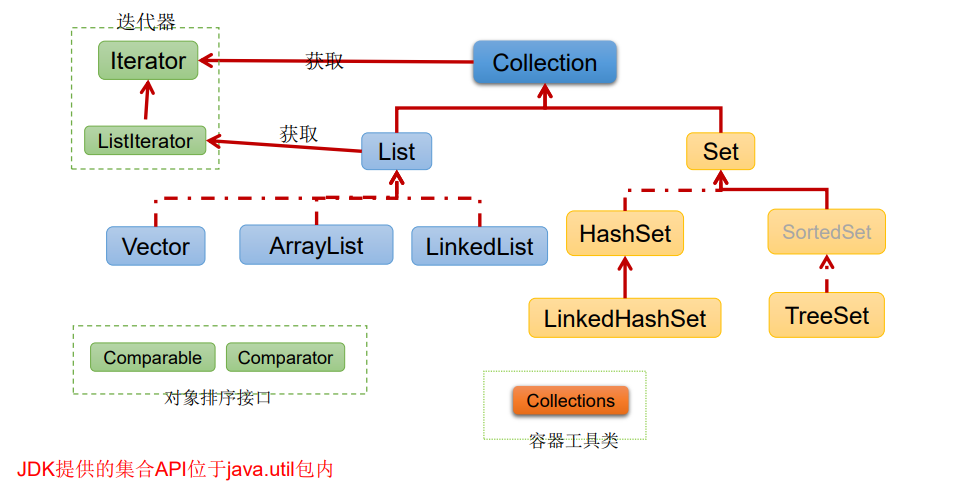 迭代器
Iterator
获取
Collection
ListIterator
获取
List
Set
Vector
ArrayList
LinkedList
HashSet
SortedSet
LinkedHashSet
TreeSet
Comparable
Comparator
对象排序接口
Collections
容器工具类
JDK提供的集合API位于java.util包内